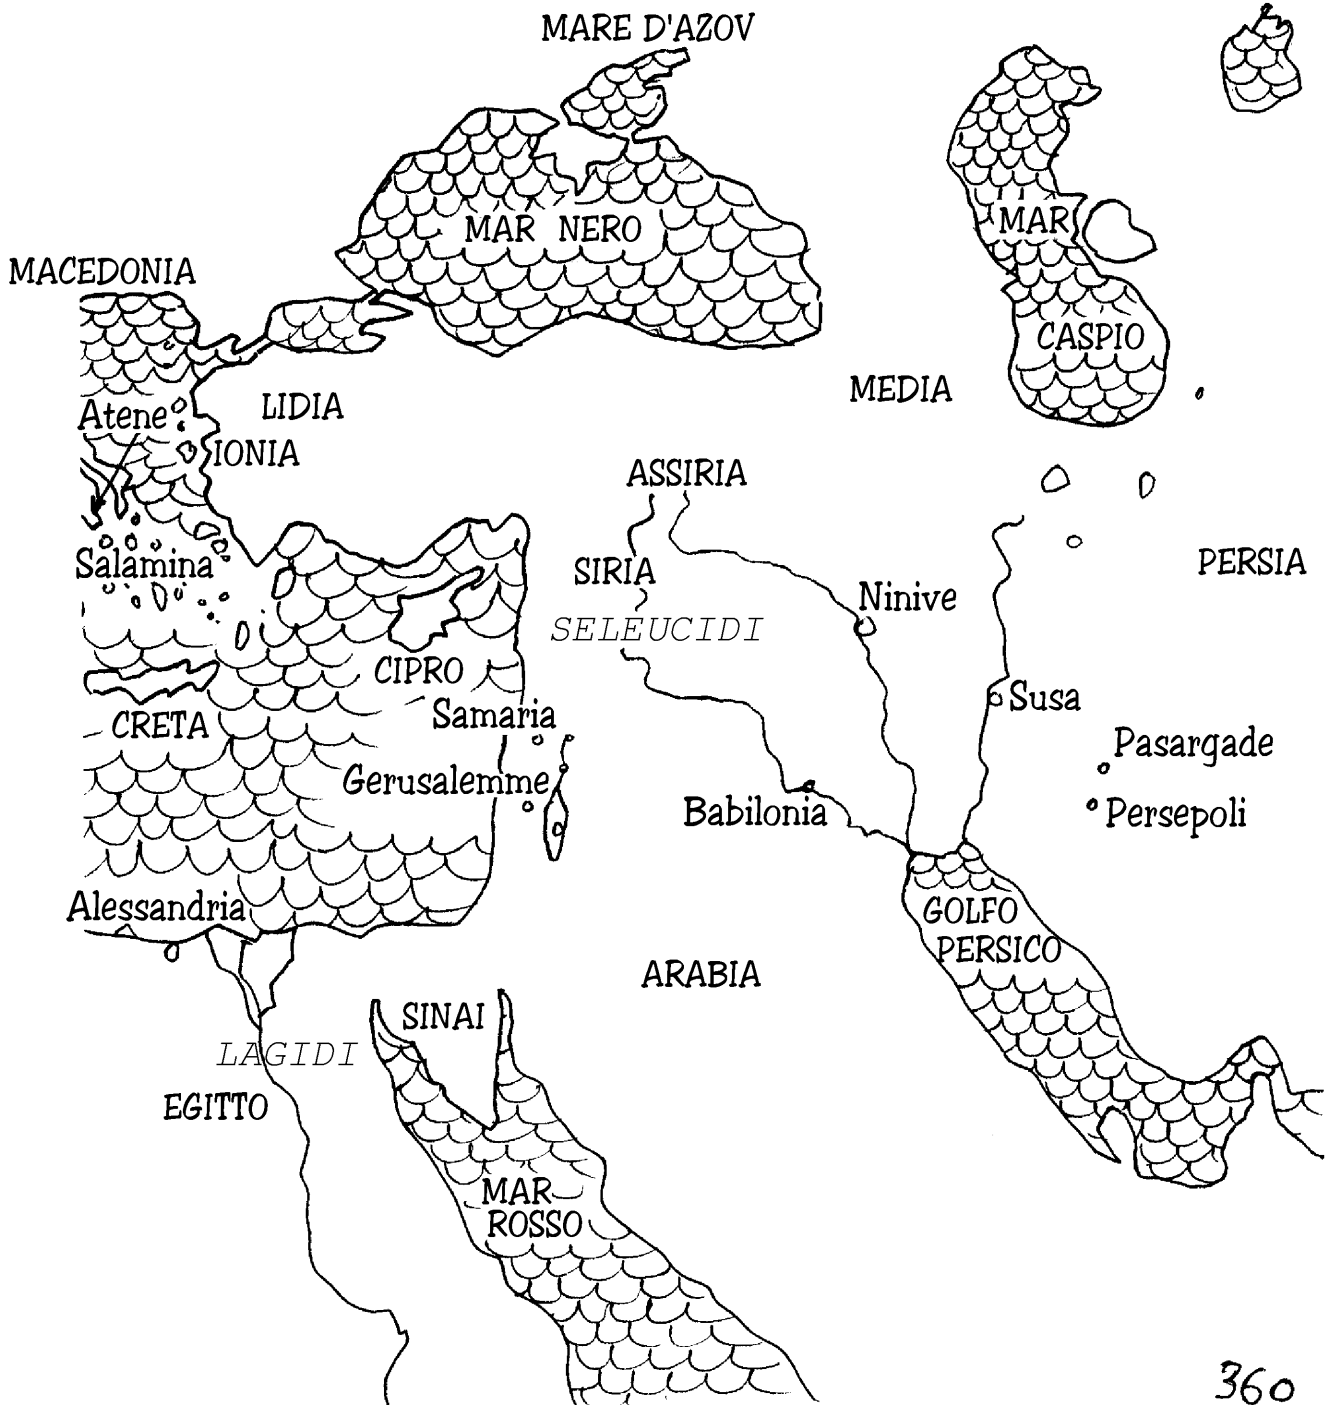 MARE D'AZOV
MAR NERO
MAR
MACEDONIA
CASPIO
MEDIA
LIDIA
Atene
IONIA
ASSIRIA
PERSIA
Salamina
SIRIA
Ninive
SELEUCIDI
CIPRO
Susa
Samaria
CRETA
Pasargade
Gerusalemme
Babilonia
Persepoli
Alessandria
GOLFO
PERSICO
ARABIA
SINAI
LAGIDI
EGITTO
MAR
ROSSO
360